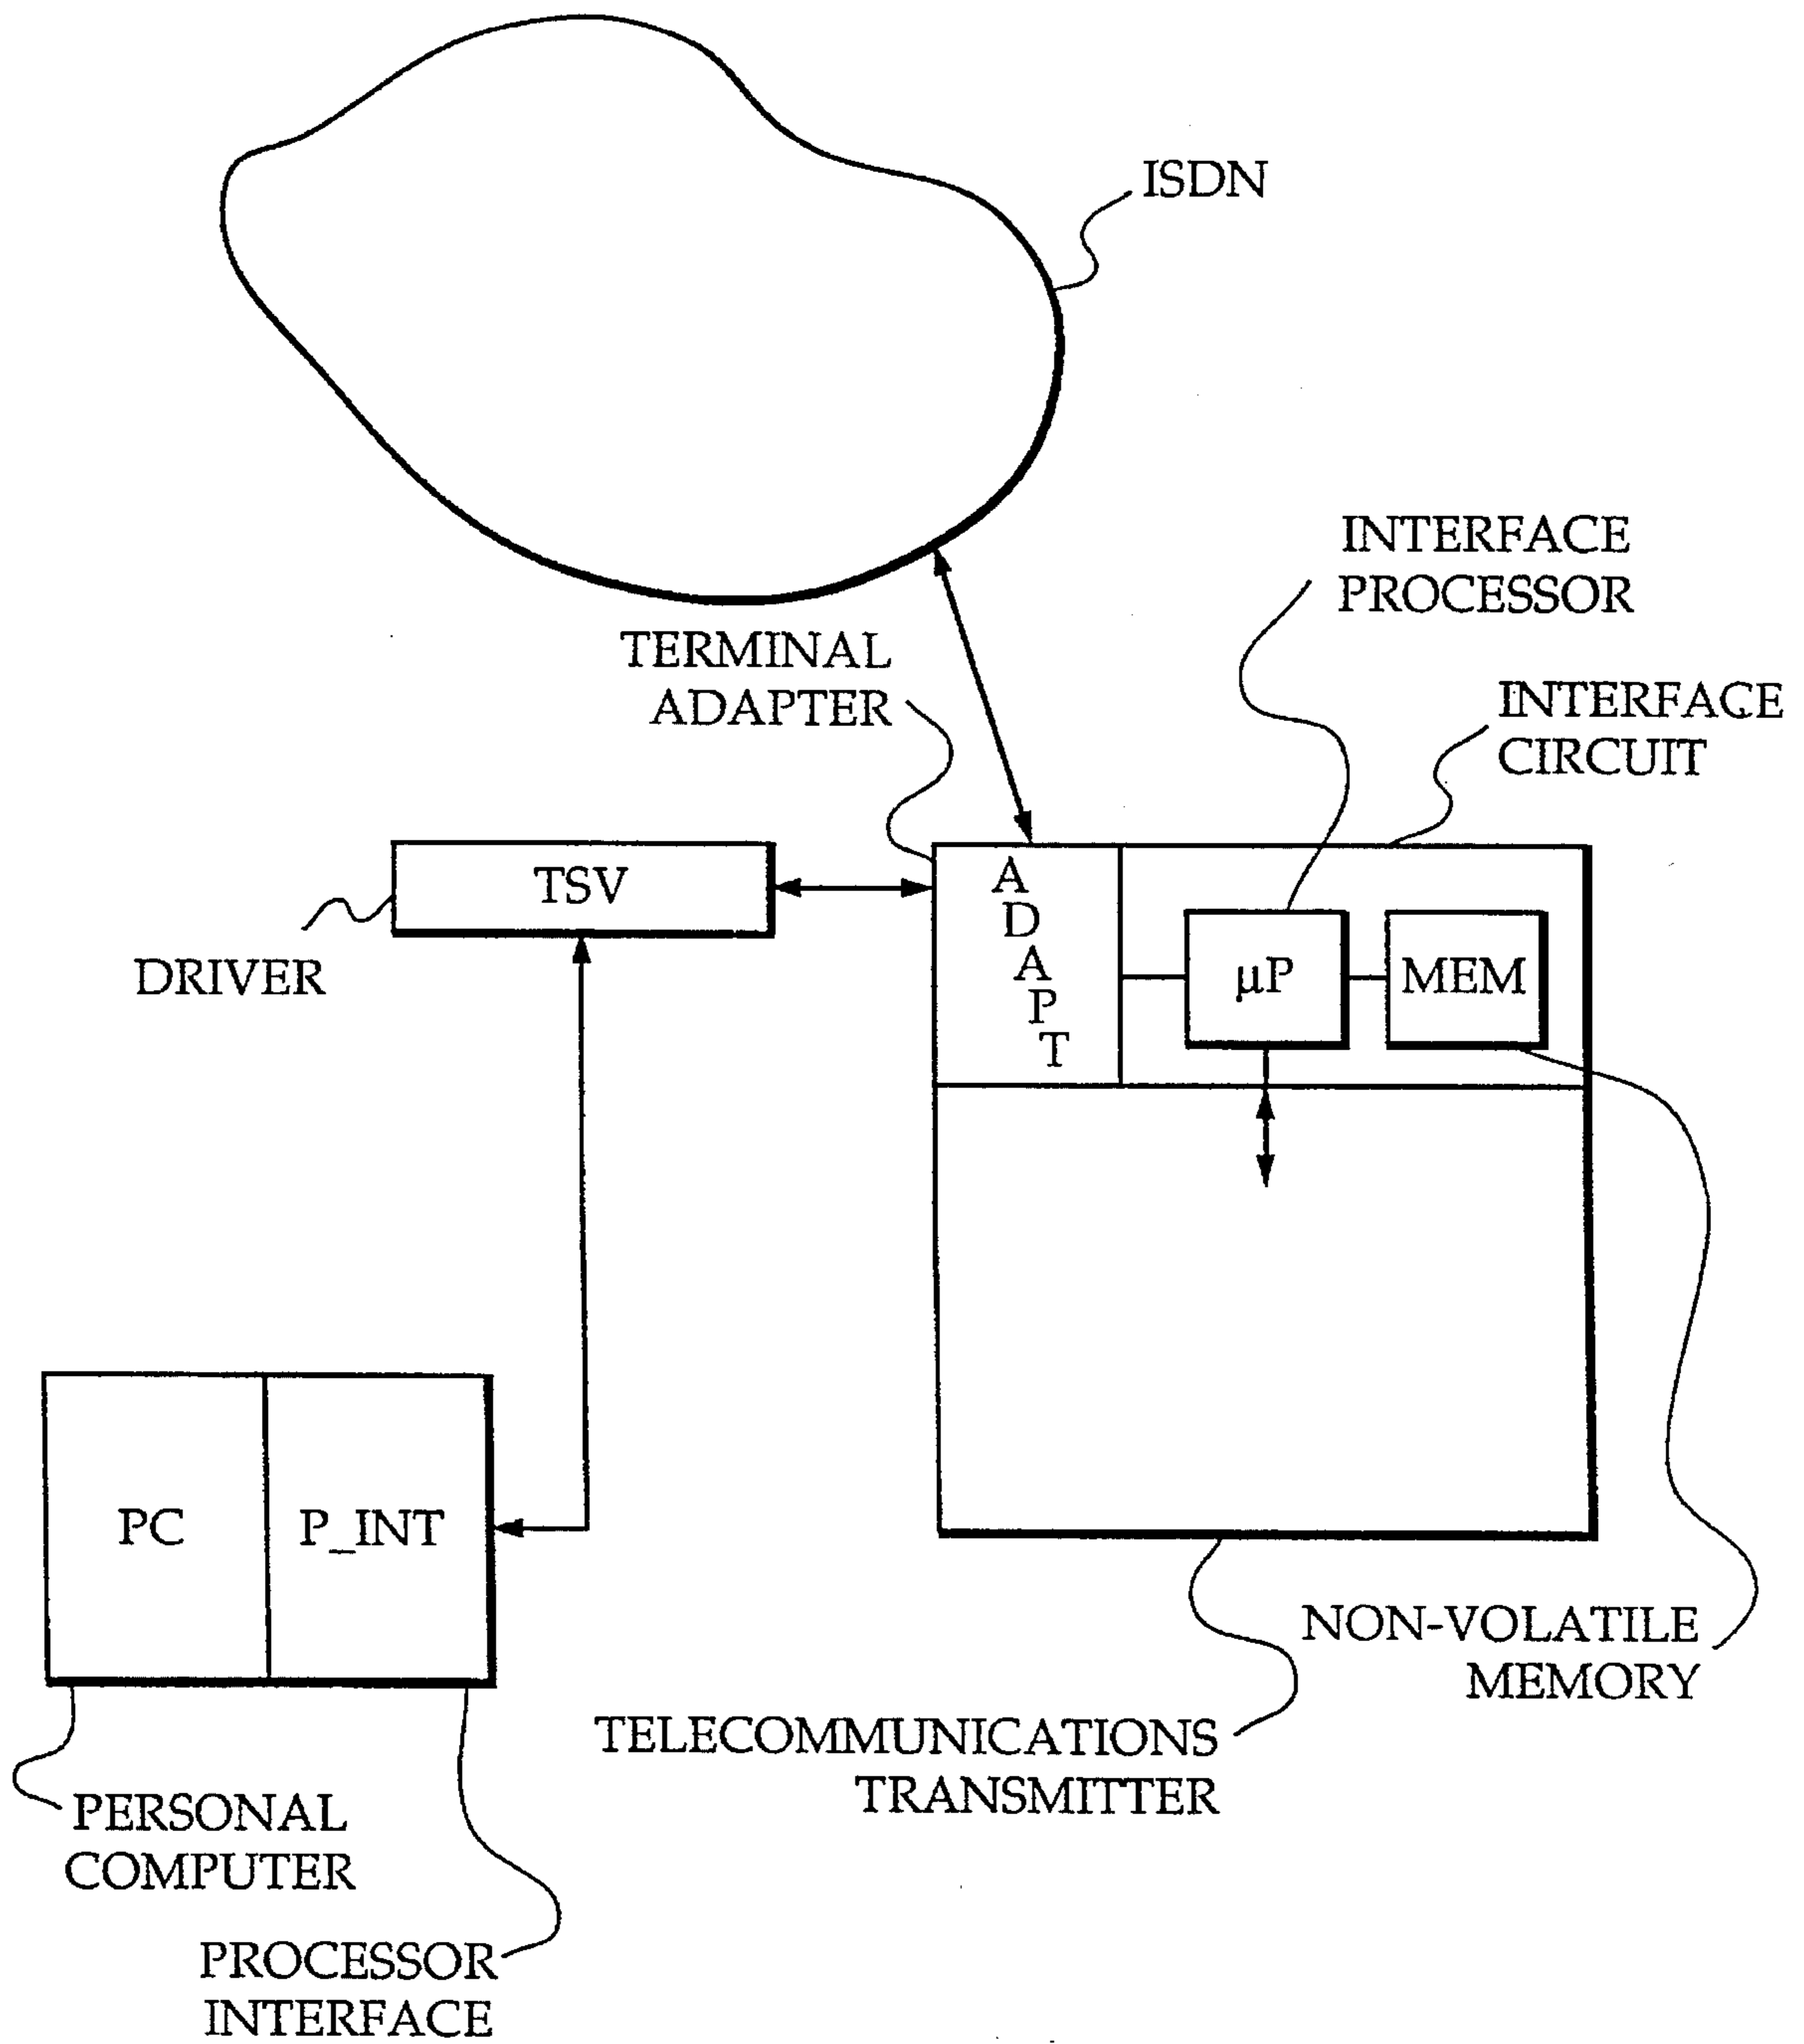 ISDN
INTERFACE
PROCESSOR
TERMINAL
ADAPTER
INTERFACE
CIRCUIT
TSV
ADAPT
DRIVER
µP
MEM
PC
P_INT
NON-VOLATILE
MEMORY
TELECOMMUNICATIONS
TRANSMITTER
PERSONAL
COMPUTER
PROCESSOR
INTERFACE